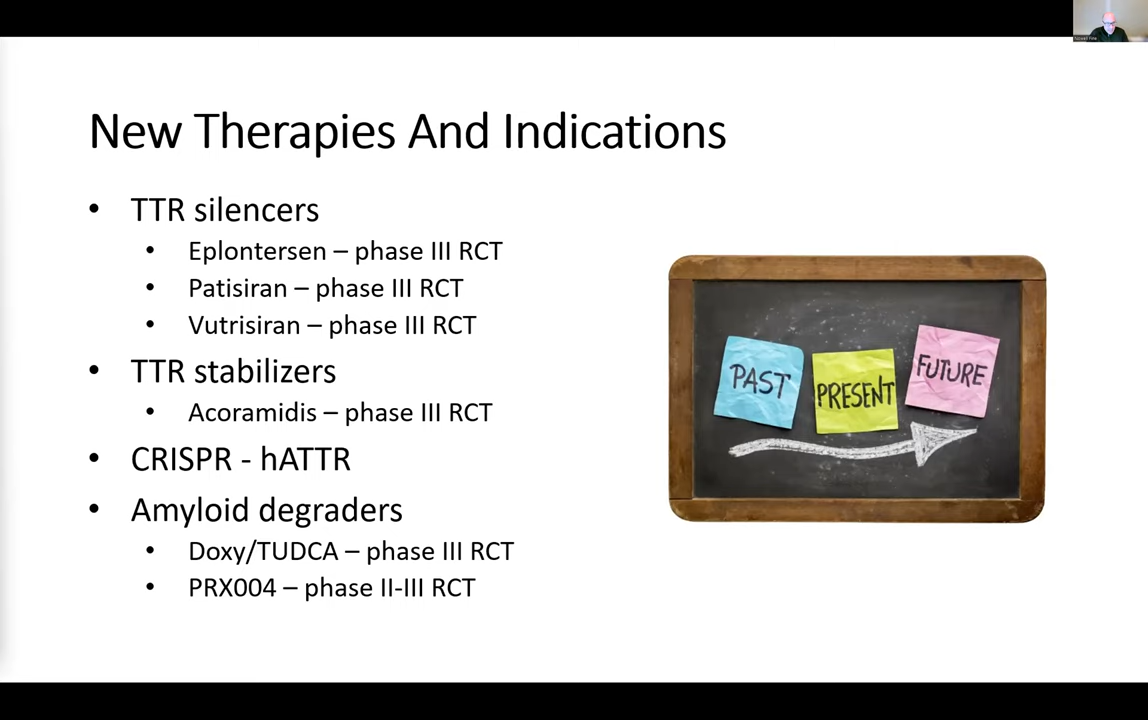 New Therapies And Indications
• TTR silencers
• Eplontersen – phase III RCT
• Patisiran – phase III RCT
• Vutrisiran – phase III RCT
• TTR stabilizers
• Acoramidis – phase III RCT
• CRISPR - hATTR
• Amyloid degraders
• Doxy/TUDCA – phase III RCT
• PRX004 – phase II-III RCT
PAST
PRESENT
FUTURE